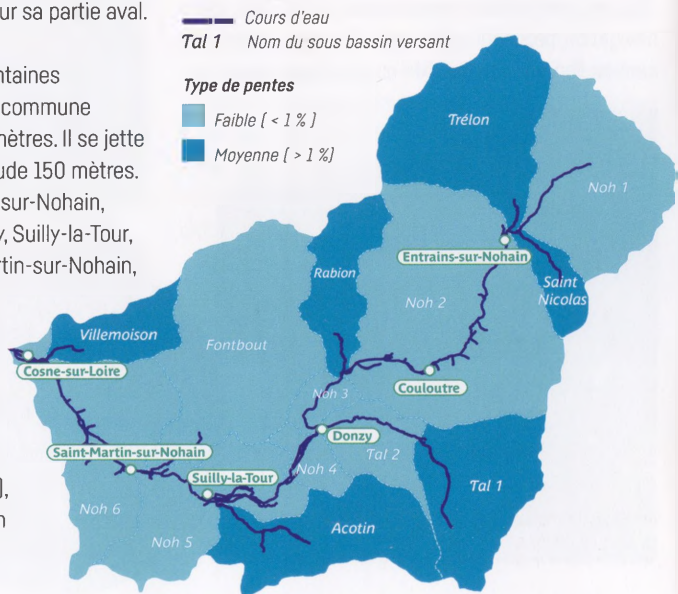 ur sa partie aval.
ntaines
commune
nètres. Il se jette
ude 150 mètres.
sur-Nohain,
y, Suilly-la-Tour,
rtin-sur-Nohain,
),
n
Cours d'eau
Tal 1 Nom du sous bassin versant
Type de pentes
Faible ( < 1 % )
Moyenne ( > 1 %)
Trélon
Noh 1
Entrains-sur-Nohain
Rabion
Saint
Nicolas
Noh 2
Villemoison
Fontbout
Cosne-sur-Loire
Couloutre
Noh 3
Donzy
Saint-Martin-sur-Nohain
Tal 2
Noh 4
Suilly-la-Tour
Tal 1
Noh 6
Acotin
Noh 5